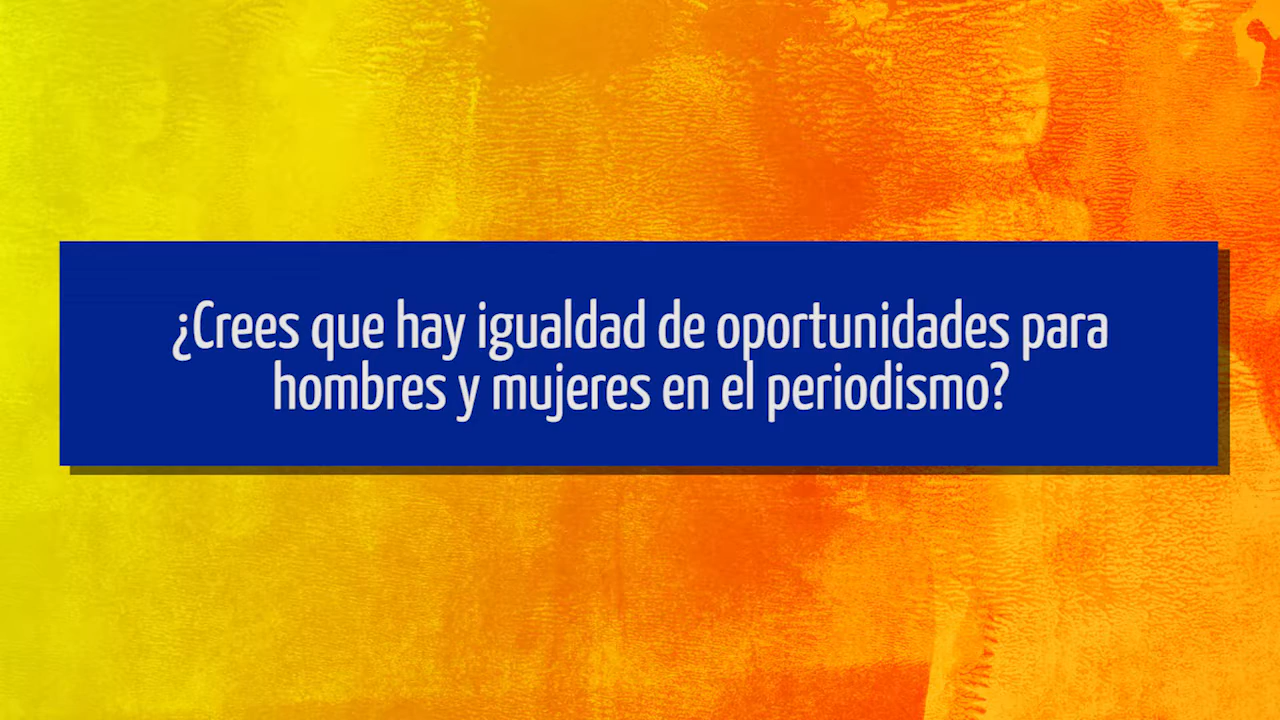 ¿Crees que hay igualdad de oportunidades para
hombres y mujeres en el periodismo?